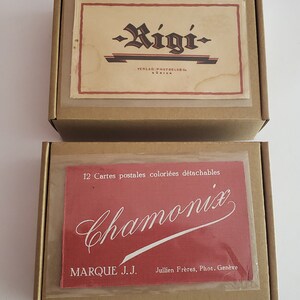 -Rigi-
12 Cartes postales coloriées détachables
Chamonix
MARQUE J.J. Jullien Frères, Phot. Genève